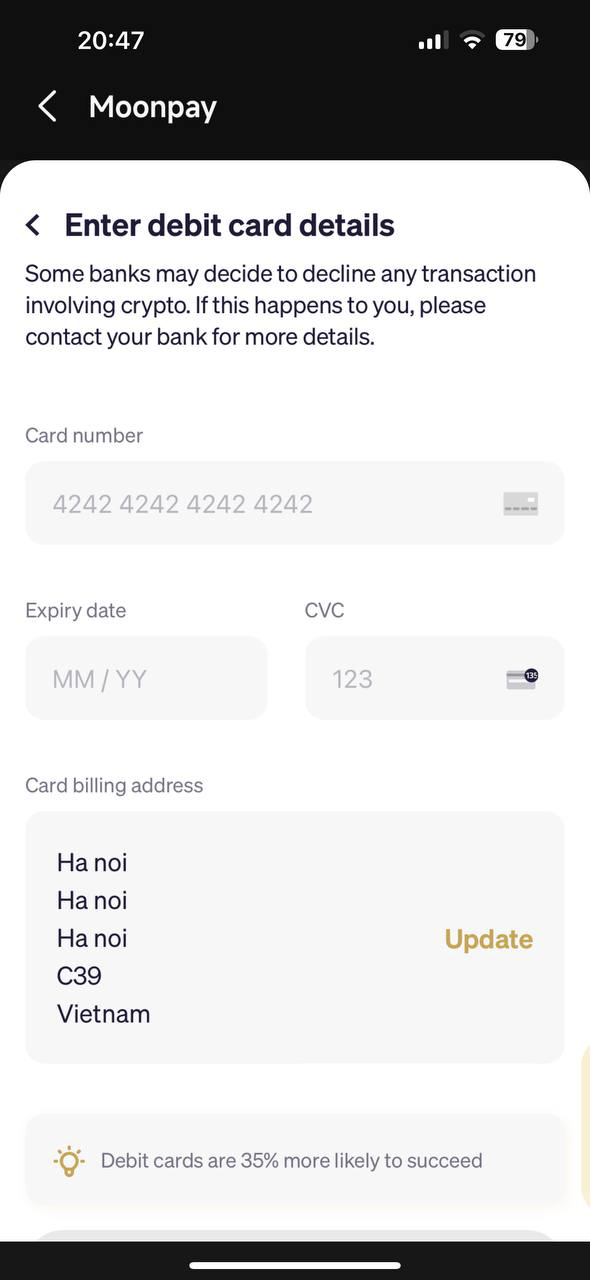 20:47
79
Moonpay
Enter debit card details
Some banks may decide to decline any transaction
involving crypto. If this happens to you, please
contact your bank for more details.
Card number
4242 4242 4242 4242
Expiry date
CVC
MM / YY
123
135
Card billing address
Ha noi
Ha noi
Ha noi
Update
C39
Vietnam
Debit cards are 35% more likely to succeed